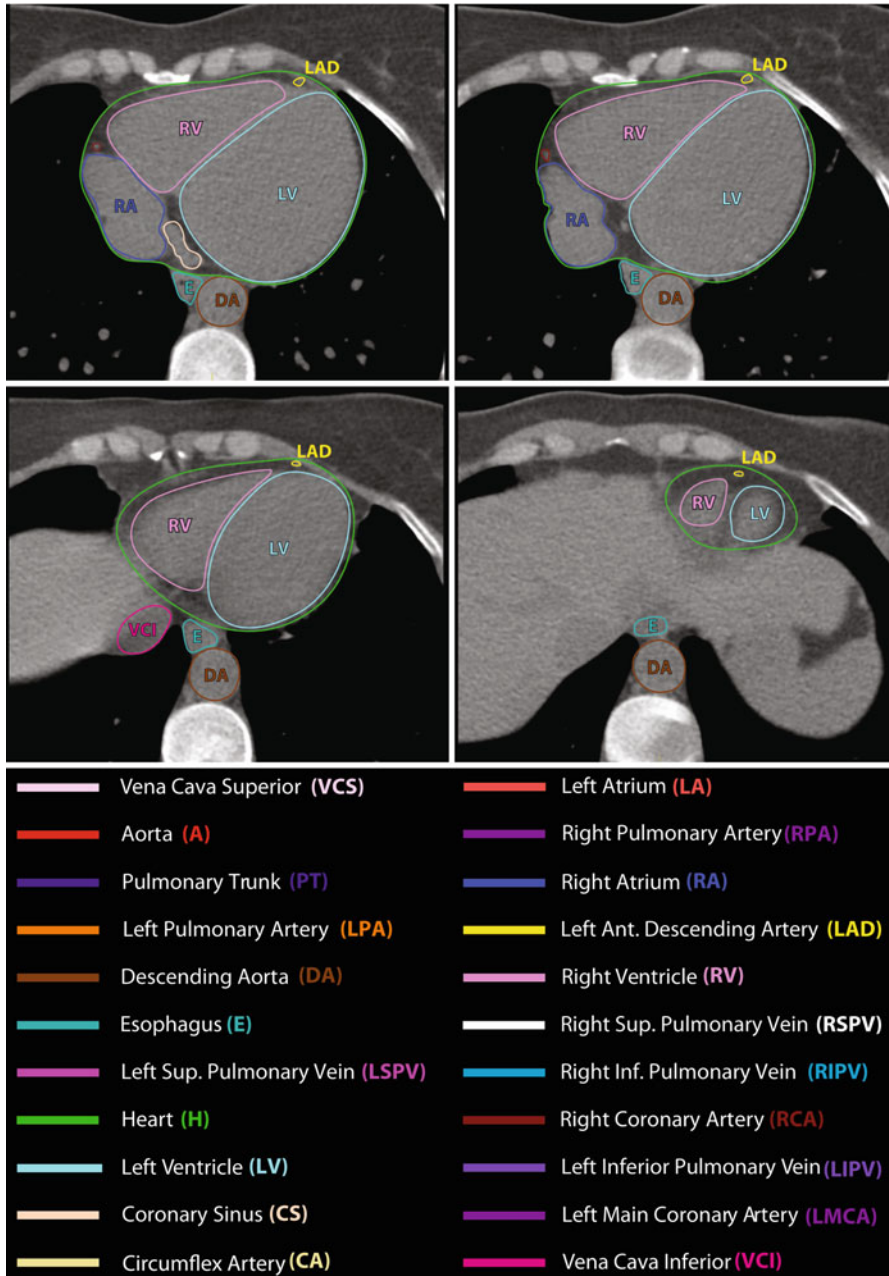 LAD
RV
RA
LV
E
DA
LAD
RV
RA
LV
E
DA
LAD
RV
LV
VCI
E
DA
LAD
RV
LV
E
DA
Vena Cava Superior (VCS)
Left Atrium (LA)
Aorta (A)
Right Pulmonary Artery (RPA)
Pulmonary Trunk (PT)
Right Atrium (RA)
Left Pulmonary Artery (LPA)
Left Ant. Descending Artery (LAD)
Descending Aorta (DA)
Right Ventricle (RV)
Esophagus (E)
Right Sup. Pulmonary Vein (RSPV)
Left Sup. Pulmonary Vein (LSPV)
Right Inf. Pulmonary Vein (RIPV)
Heart (H)
Right Coronary Artery (RCA)
Left Ventricle (LV)
Left Inferior Pulmonary Vein (LIPV)
Coronary Sinus (CS)
Left Main Coronary Artery (LMCA)
Circumflex Artery (CA)
Vena Cava Inferior (VCI)